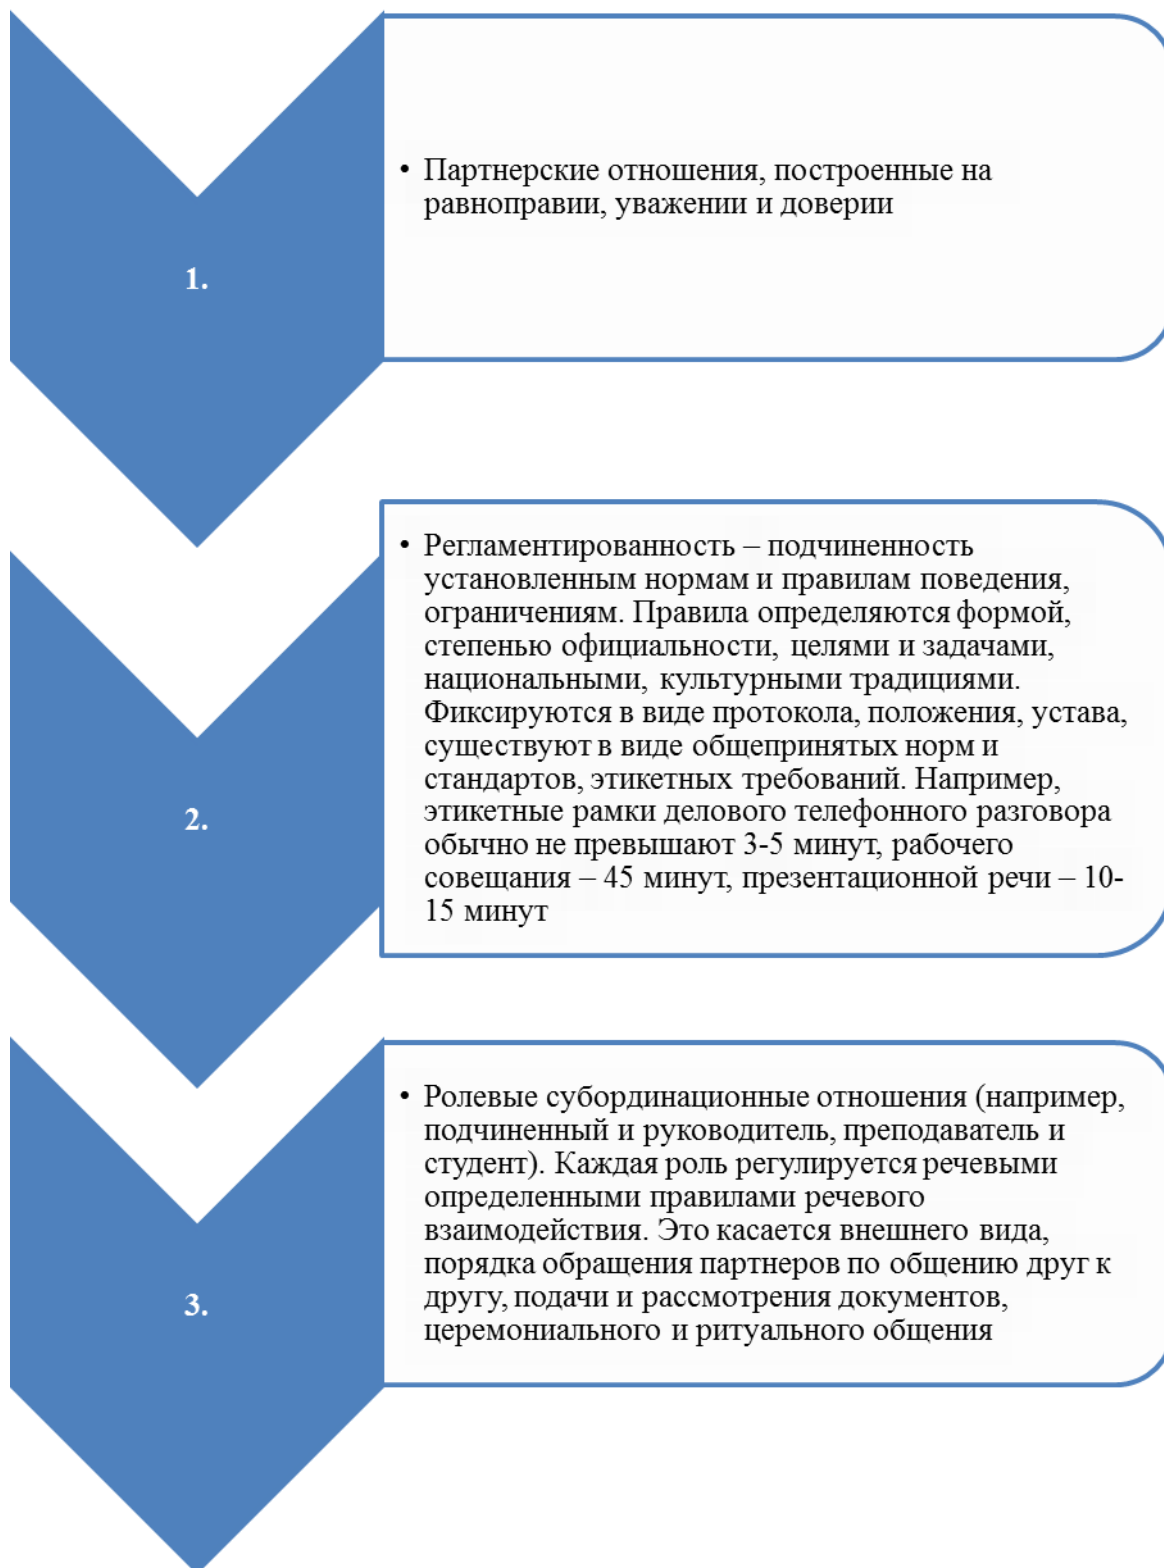 1.
• Партнерские отношения, построенные на
равноправии, уважении и доверии
2.
• Регламентированность – подчиненность
установленным нормам и правилам поведения,
ограничениям. Правила определяются формой,
степенью официальности, целями и задачами,
национальными, культурными традициями.
Фиксируются в виде протокола, положения, устава,
существуют в виде общепринятых норм и
стандартов, этикетных требований. Например,
этикетные рамки делового телефонного разговора
обычно не превышают 3-5 минут, рабочего
совещания – 45 минут, презентационной речи – 10-
15 минут
3.
• Ролевые субординационные отношения (например,
подчиненный и руководитель, преподаватель и
студент). Каждая роль регулируется речевыми
определенными правилами речевого
взаимодействия. Это касается внешнего вида,
порядка обращения партнеров по общению друг к
другу, подачи и рассмотрения документов,
церемониального и ритуального общения